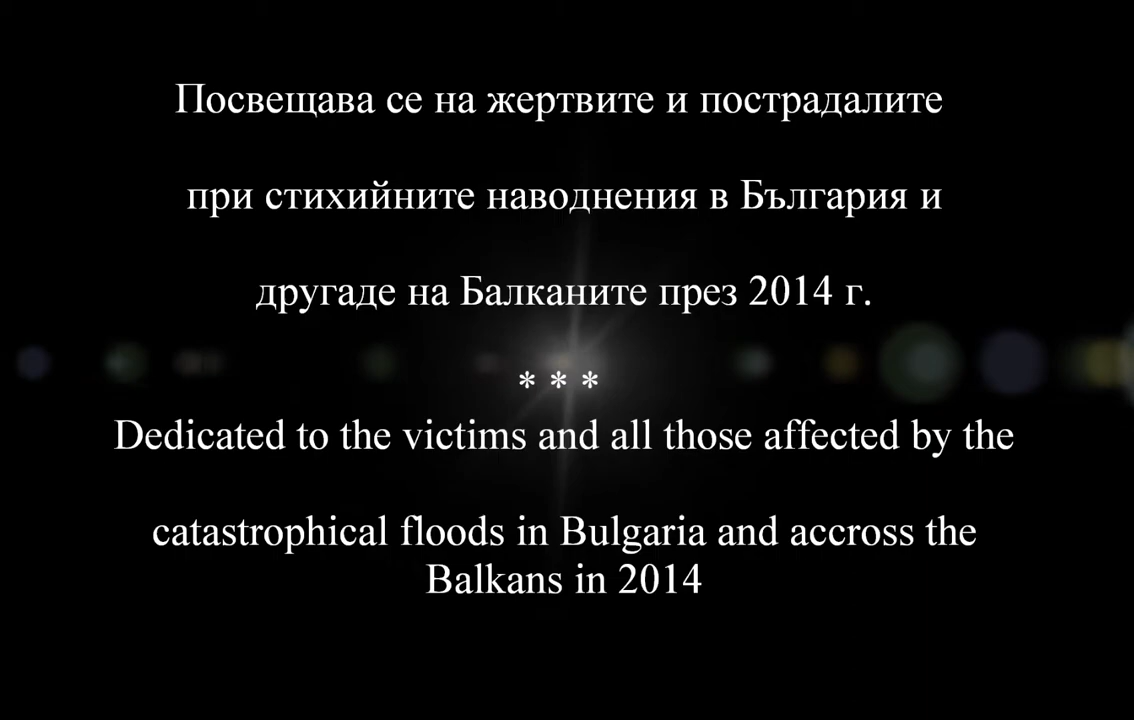 Посвещава се на жертвите и пострадалите
при стихийните наводнения в България и
другаде на Балканите през 2014 г.
* * *
Dedicated to the victims and all those affected by the
catastrophical floods in Bulgaria and accross the
Balkans in 2014